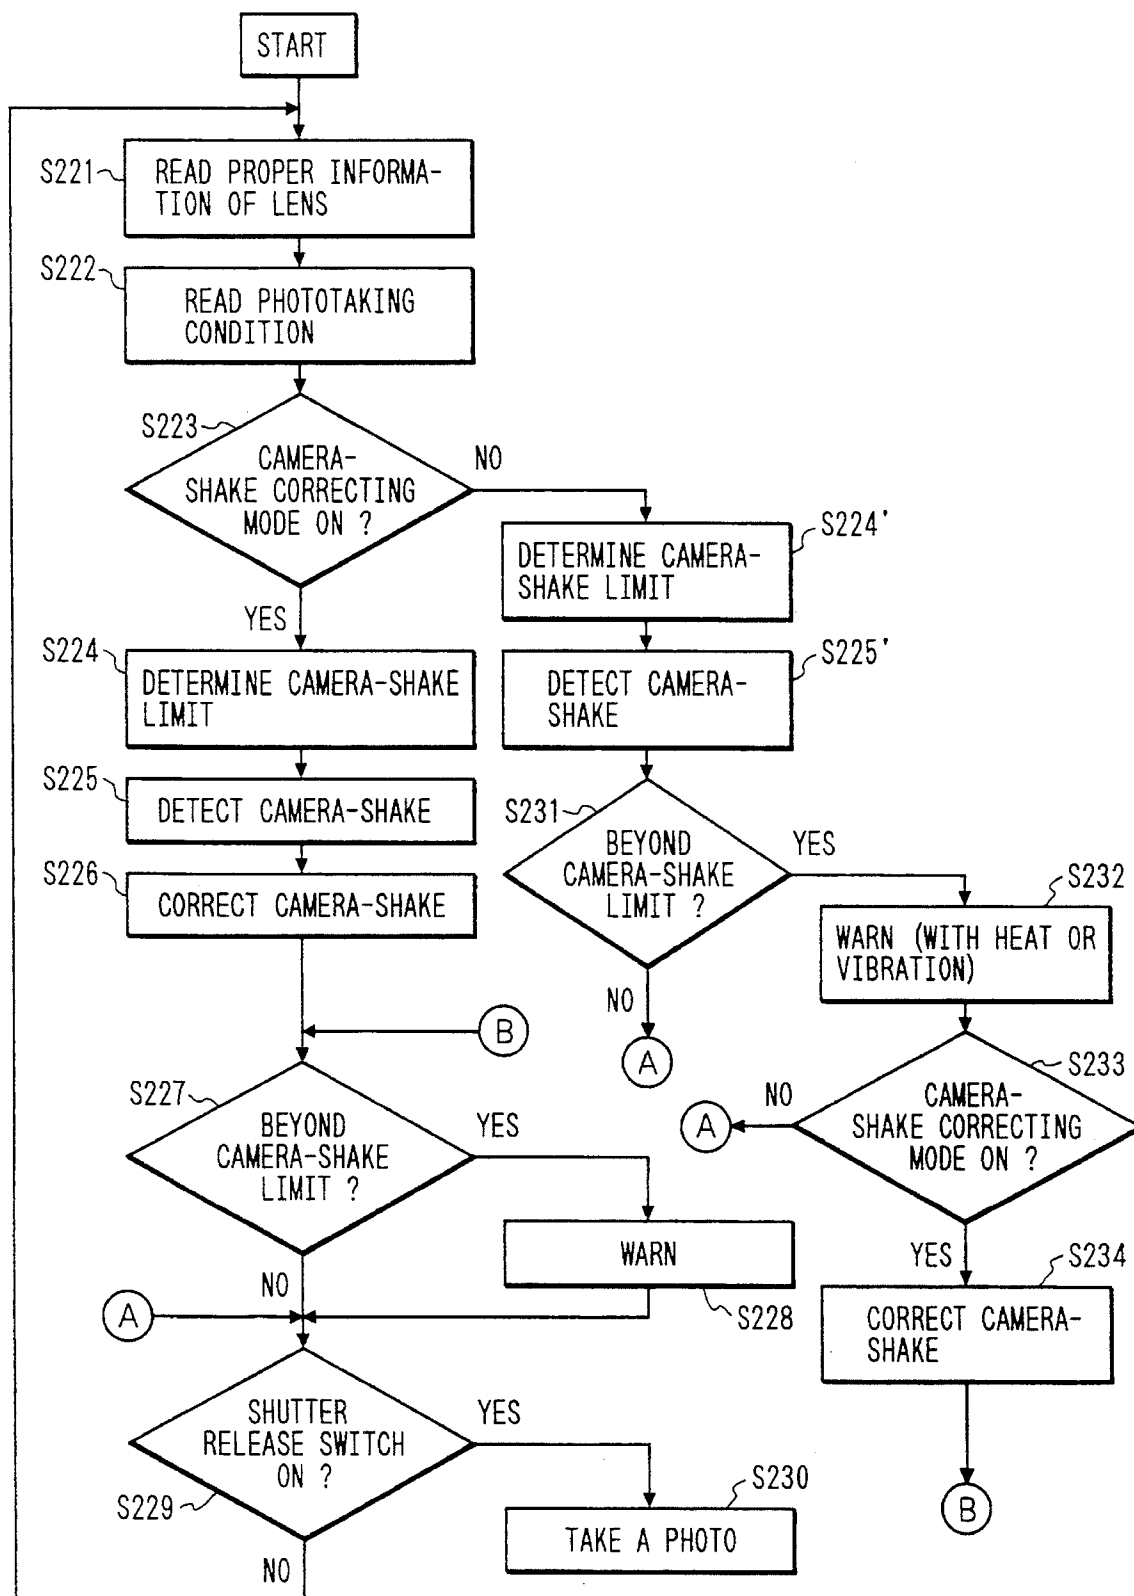 START
S221
READ PROPER INFORMA-
TION OF LENS
S222
READ PHOTOTAKING
CONDITION
S223
CAMERA-
SHAKE CORRECTING
MODE ON ?
NO
YES
S224'
DETERMINE CAMERA-
SHAKE LIMIT
S224
DETERMINE CAMERA-SHAKE
LIMIT
S225'
DETECT CAMERA-
SHAKE
S225
DETECT CAMERA-SHAKE
S226
CORRECT CAMERA-SHAKE
S231
BEYOND
CAMERA-SHAKE
LIMIT ?
YES
NO
A
S232
WARN (WITH HEAT OR
VIBRATION)
B
S233
CAMERA-
SHAKE CORRECTING
MODE ON ?
NO
A
YES
S227
BEYOND
CAMERA-SHAKE
LIMIT ?
YES
NO
WARN
S228
S234
CORRECT CAMERA-
SHAKE
A
B
SHUTTER
RELEASE SWITCH
ON ?
S229
YES
NO
S230
TAKE A PHOTO